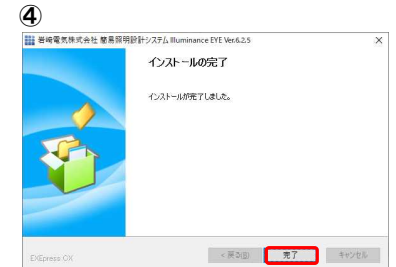 ④
岩崎電気株式会社 簡易照明設計システム Illuminance EYE Ver.6.2.5
インストールの完了
インストールが完了しました。
EXEpress CX
< 戻る(B)
完了
キャンセル